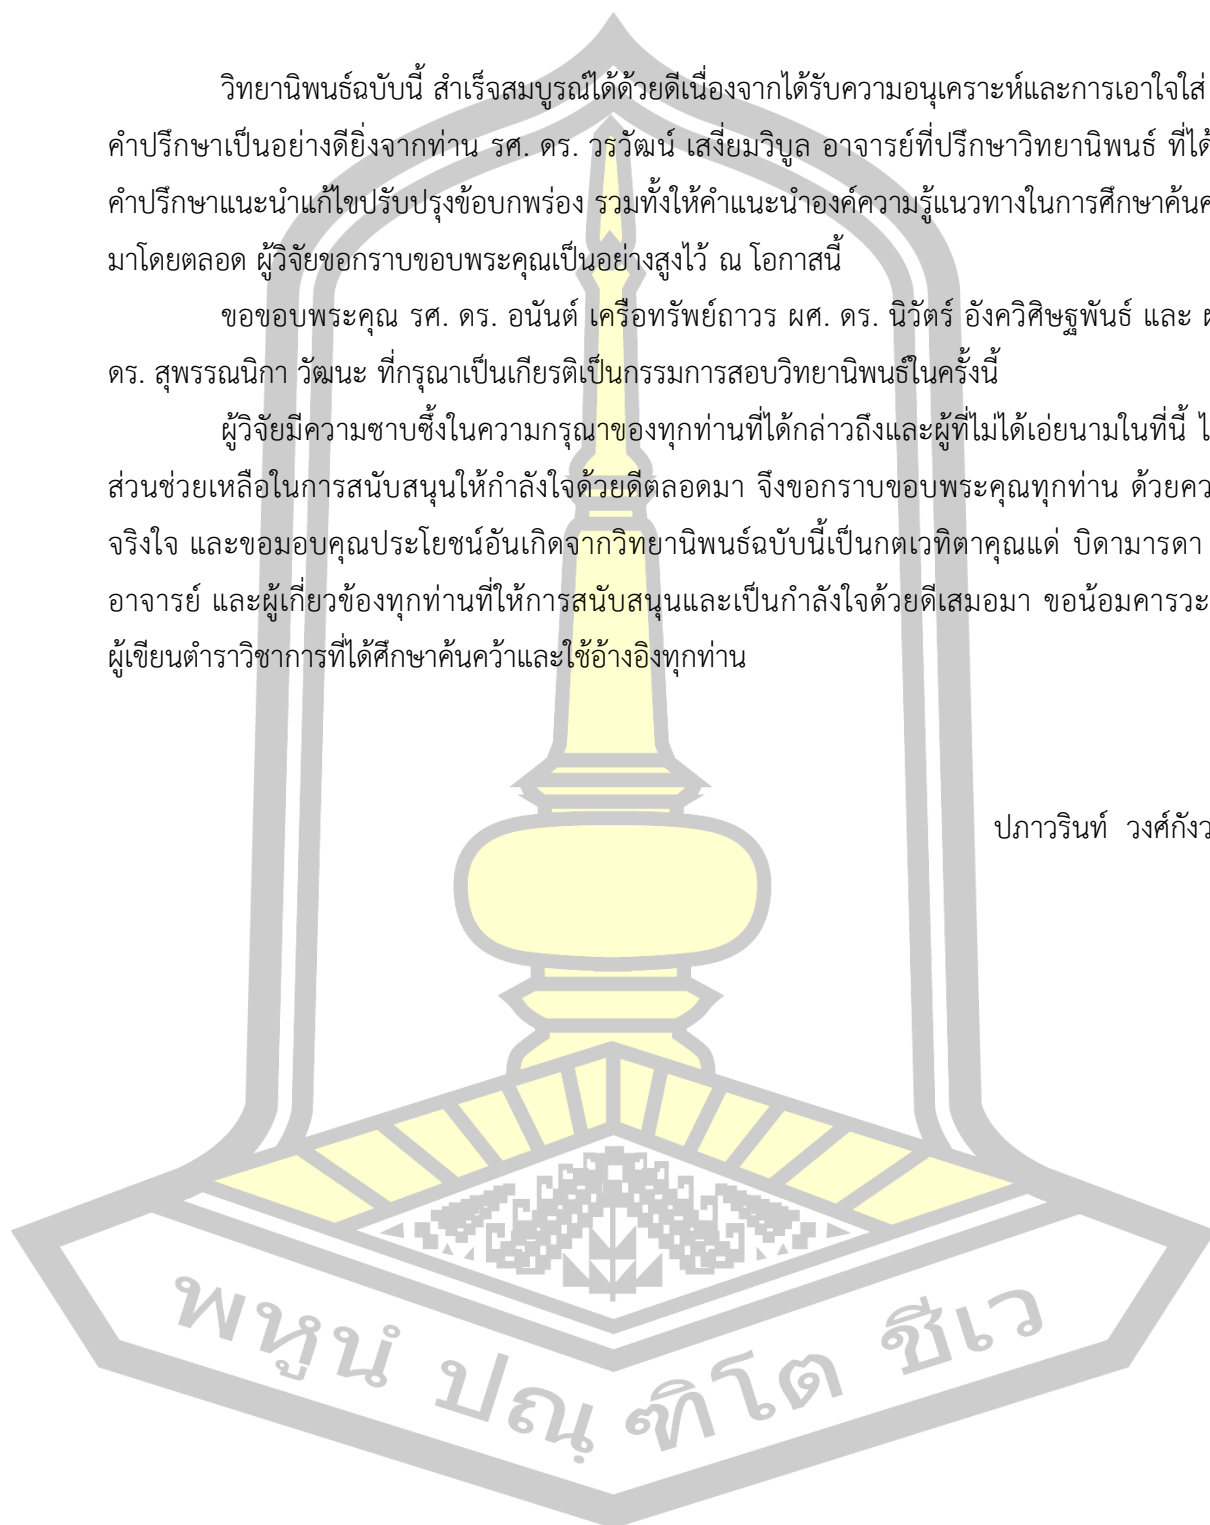 วิทยานิพนธ์ฉบับนี้ สำเร็จสมบูรณ์ได้ด้วยดีเนื่องจากได้รับความอนุเคราะห์และการเอาใจใส่
คำปรึกษาเป็นอย่างดียิ่งจากท่าน รศ. ดร. วรวัฒน์ เสงี่ยมวิบูล อาจารย์ที่ปรึกษาวิทยานิพนธ์ ที่ได้
คำปรึกษาแนะนำแก้ไขปรับปรุงข้อบกพร่อง รวมทั้งให้คำแนะนำองค์ความรู้แนวทางในการศึกษาค้นค
มาโดยตลอด ผู้วิจัยขอกราบขอบพระคุณเป็นอย่างสูงไว้ ณ โอกาสนี้
ขอขอบพระคุณ รศ. ดร. อนันต์ เครือทรัพย์ถาวร ผศ. ดร. นิวัตร์ อังควิศิษฐพันธ์ และ
ดร. สุพรรณนิกา วัฒนะ ที่กรุณาเป็นเกียรติเป็นกรรมการสอบวิทยานิพนธ์ในครั้งนี้
ผู้วิจัยมีความซาบซึ้งในความกรุณาของทุกท่านที่ได้กล่าวถึงและผู้ที่ไม่ได้เอ่ยนามในที่นี้
ส่วนช่วยเหลือในการสนับสนุนให้กำลังใจด้วยดีตลอดมา จึงขอกราบขอบพระคุณทุกท่าน ด้วยคว
จริงใจ และขอมอบคุณประโยชน์อันเกิดจากวิทยานิพนธ์ฉบับนี้เป็นกตเวทิตาคุณแด่ บิดามารดา
อาจารย์ และผู้เกี่ยวข้องทุกท่านที่ให้การสนับสนุนและเป็นกำลังใจด้วยดีเสมอมา ขอน้อมคารวะ
ผู้เขียนตำราวิชาการที่ได้ศึกษาค้นคว้าและใช้อ้างอิงทุกท่าน
ปภาวรินท์ วงศ์กังว
พหูนํ ปณฺ ฑิโต ชีเว